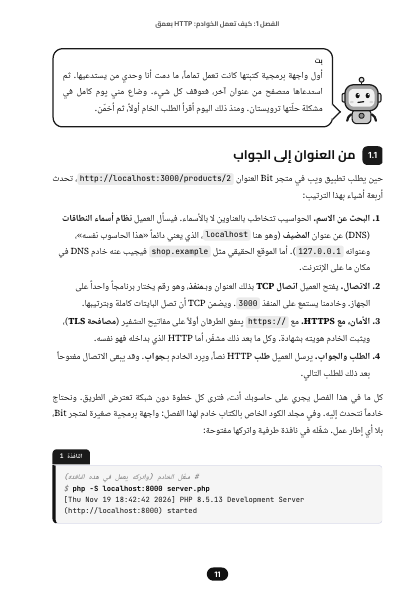 الفصل 1: كيف تعمل الخوادم: HTTP بعمق
بت
أول واجهة برمجية كتبتها كانت تعمل تماماً، ما دمت أنا وحدي من يستدعيها. ثم
استدعاها متصفح من عنوان آخر، فتوقف كل شيء. وضاع مني يوم كامل في
مشكلة حلّتها ترويستان. ومنذ ذلك اليوم أقرأ الطلب الخام أولاً، ثم أخمّن.
1.1 من العنوان إلى الجواب
حين يطلب تطبيق ويب في متجر Bit العنوان http://localhost:3000/products/2، تحدث
أربعة أشياء بهذا الترتيب:
1. البحث عن الاسم. الحواسيب تتخاطب بالعناوين لا بالأسماء. فيسأل العميل نظام أسماء النطاقات
(DNS) عن عنوان المضيف (وهو هنا localhost، الذي يعني دائماً «هذا الحاسوب نفسه»،
وعنوانه 127.0.0.1). أما الموقع الحقيقي مثل shop.example فيجيب عنه خادم DNS في
مكان ما على الإنترنت.
2. الاتصال. يفتح العميل اتصال TCP بذلك العنوان وبمنفذ، وهو رقم يختار برنامجاً واحداً على
الجهاز. وخادمنا يستمع على المنفذ 3000. ويضمن TCP أن تصل البايتات كاملة وبترتيبها.
3. الأمان، مع HTTPS. مع https:// يتفق الطرفان أولاً على مفاتيح التشفير (مصافحة TLS)،
ويثبت الخادم هويته بشهادة. وكل ما بعد ذلك مشفّر، أما HTTP الذي بداخله فهو نفسه.
4. الطلب والجواب. يرسل العميل طلب HTTP نصاً، ويرد الخادم بجواب. وقد يبقى الاتصال مفتوحاً
بعد ذلك للطلب التالي.
كل ما في هذا الفصل يجري على حاسوبك أنت، فترى كل خطوة دون شبكة تعترض الطريق. ونحتاج
خادماً نتحدث إليه. وفي مجلد الكود الخاص بالكتاب خادم لهذا الفصل: واجهة برمجية صغيرة لمتجر Bit،
بلا أي إطار عمل. شغّله في نافذة طرفية واتركها مفتوحة:
النافذة 1
# شغّل الخادم (واتركه يعمل في هذه النافذة)
$ php -S localhost:8000 server.php
[Thu Nov 19 18:42:42 2026] PHP 8.5.13 Development Server
(http://localhost:8000) started
11